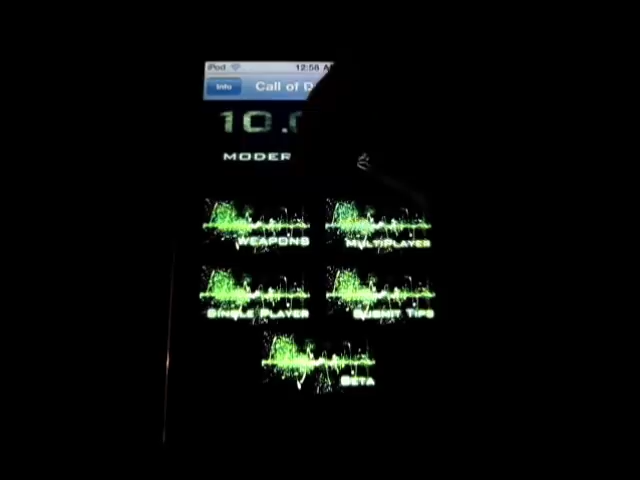 iPod 12:58
Info Call of D
10.
MODER
WEAPONS MULTIPLAYER
SINGLE PLAYER SUBMIT TIPS
BETA